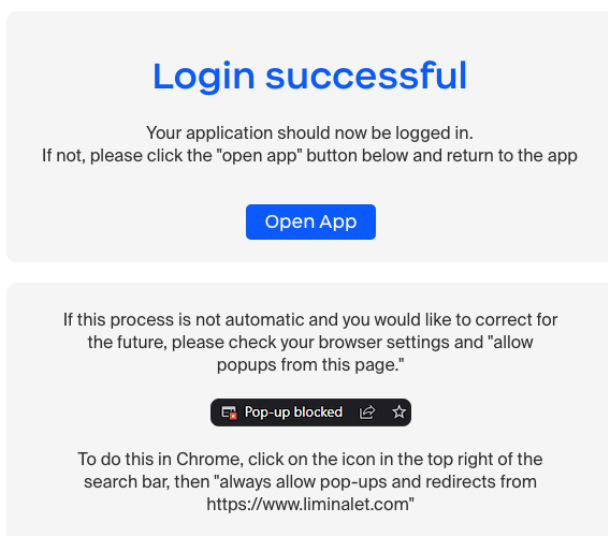 Login successful
Your application should now be logged in.
If not, please click the "open app" button below and return to the app
Open App
If this process is not automatic and you would like to correct for
the future, please check your browser settings and "allow
popups from this page."
Pop-up blocked
To do this in Chrome, click on the icon in the top right of the
search bar, then "always allow pop-ups and redirects from
https://www.liminalet.com"